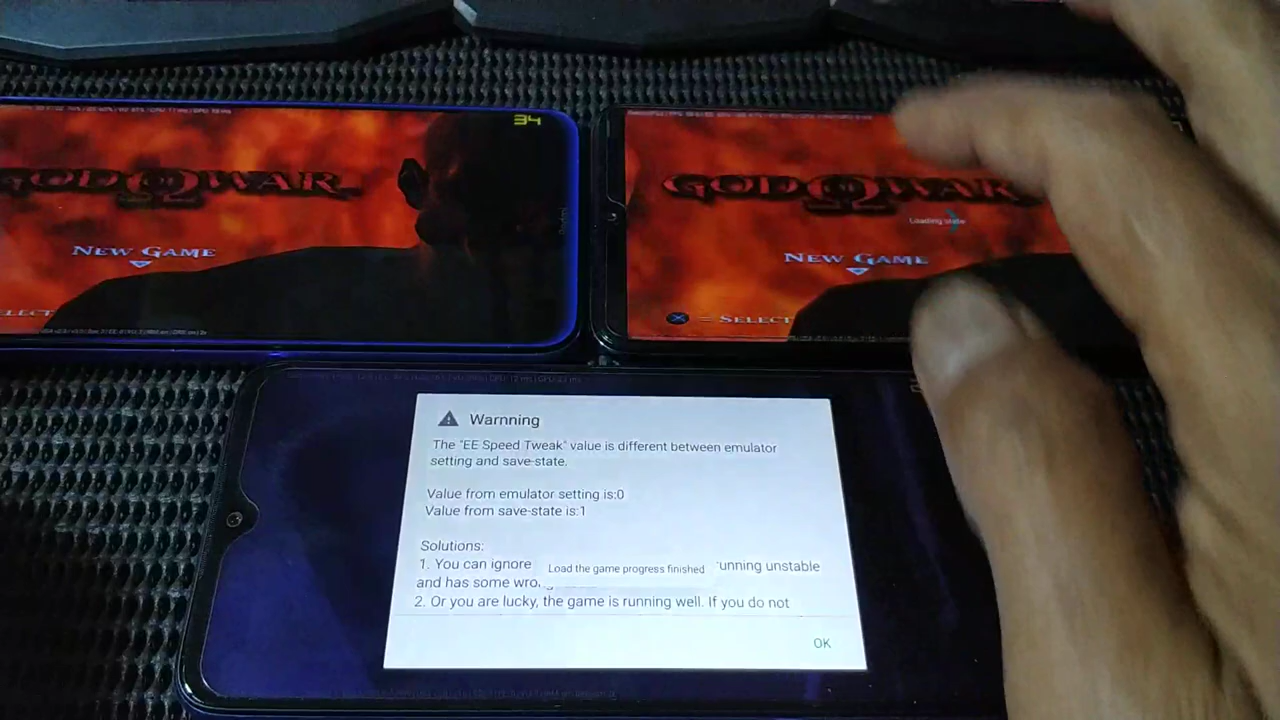 34
GOD OF WAR
NEW GAME
GOD OF WAR
Loading state
NEW GAME
= SELECT
Warnning
The "EE Speed Tweak" value is different between emulator
setting and save-state.
Value from emulator setting is:0
Value from save-state is:1
Solutions:
1. You can ignore
Load the game progress finished
unning unstable
and has some
2. Or you are lucky, the game is running well. If you do not
OK